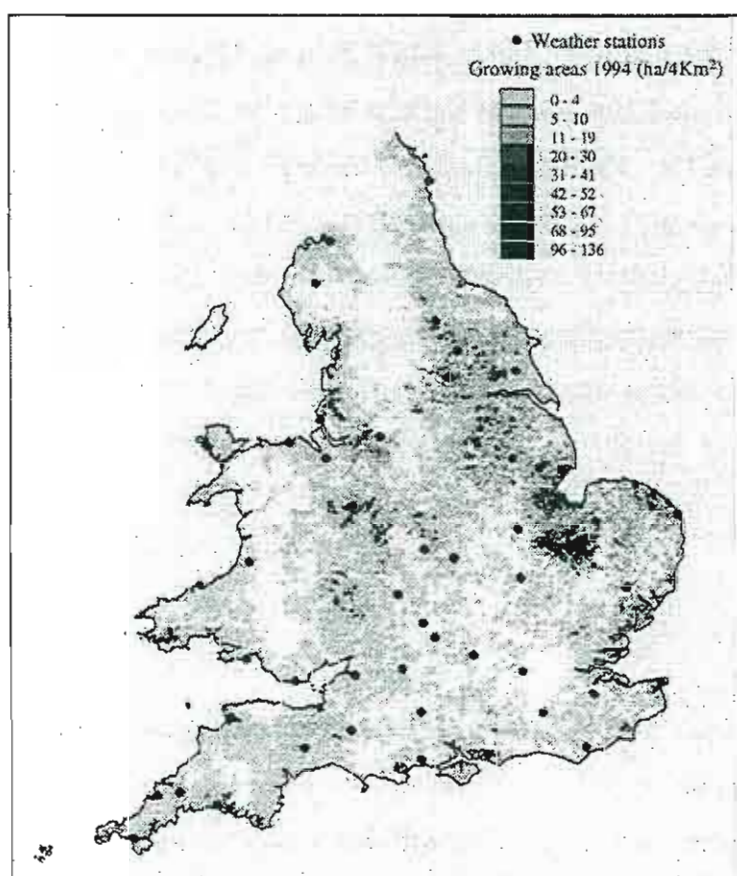 • Weather stations
Growing areas 1994 (ha/4Km²)
0 - 4
5 - 10
11 - 19
20 - 30
31 - 41
42 - 52
53 - 67
68 - 95
96 - 136